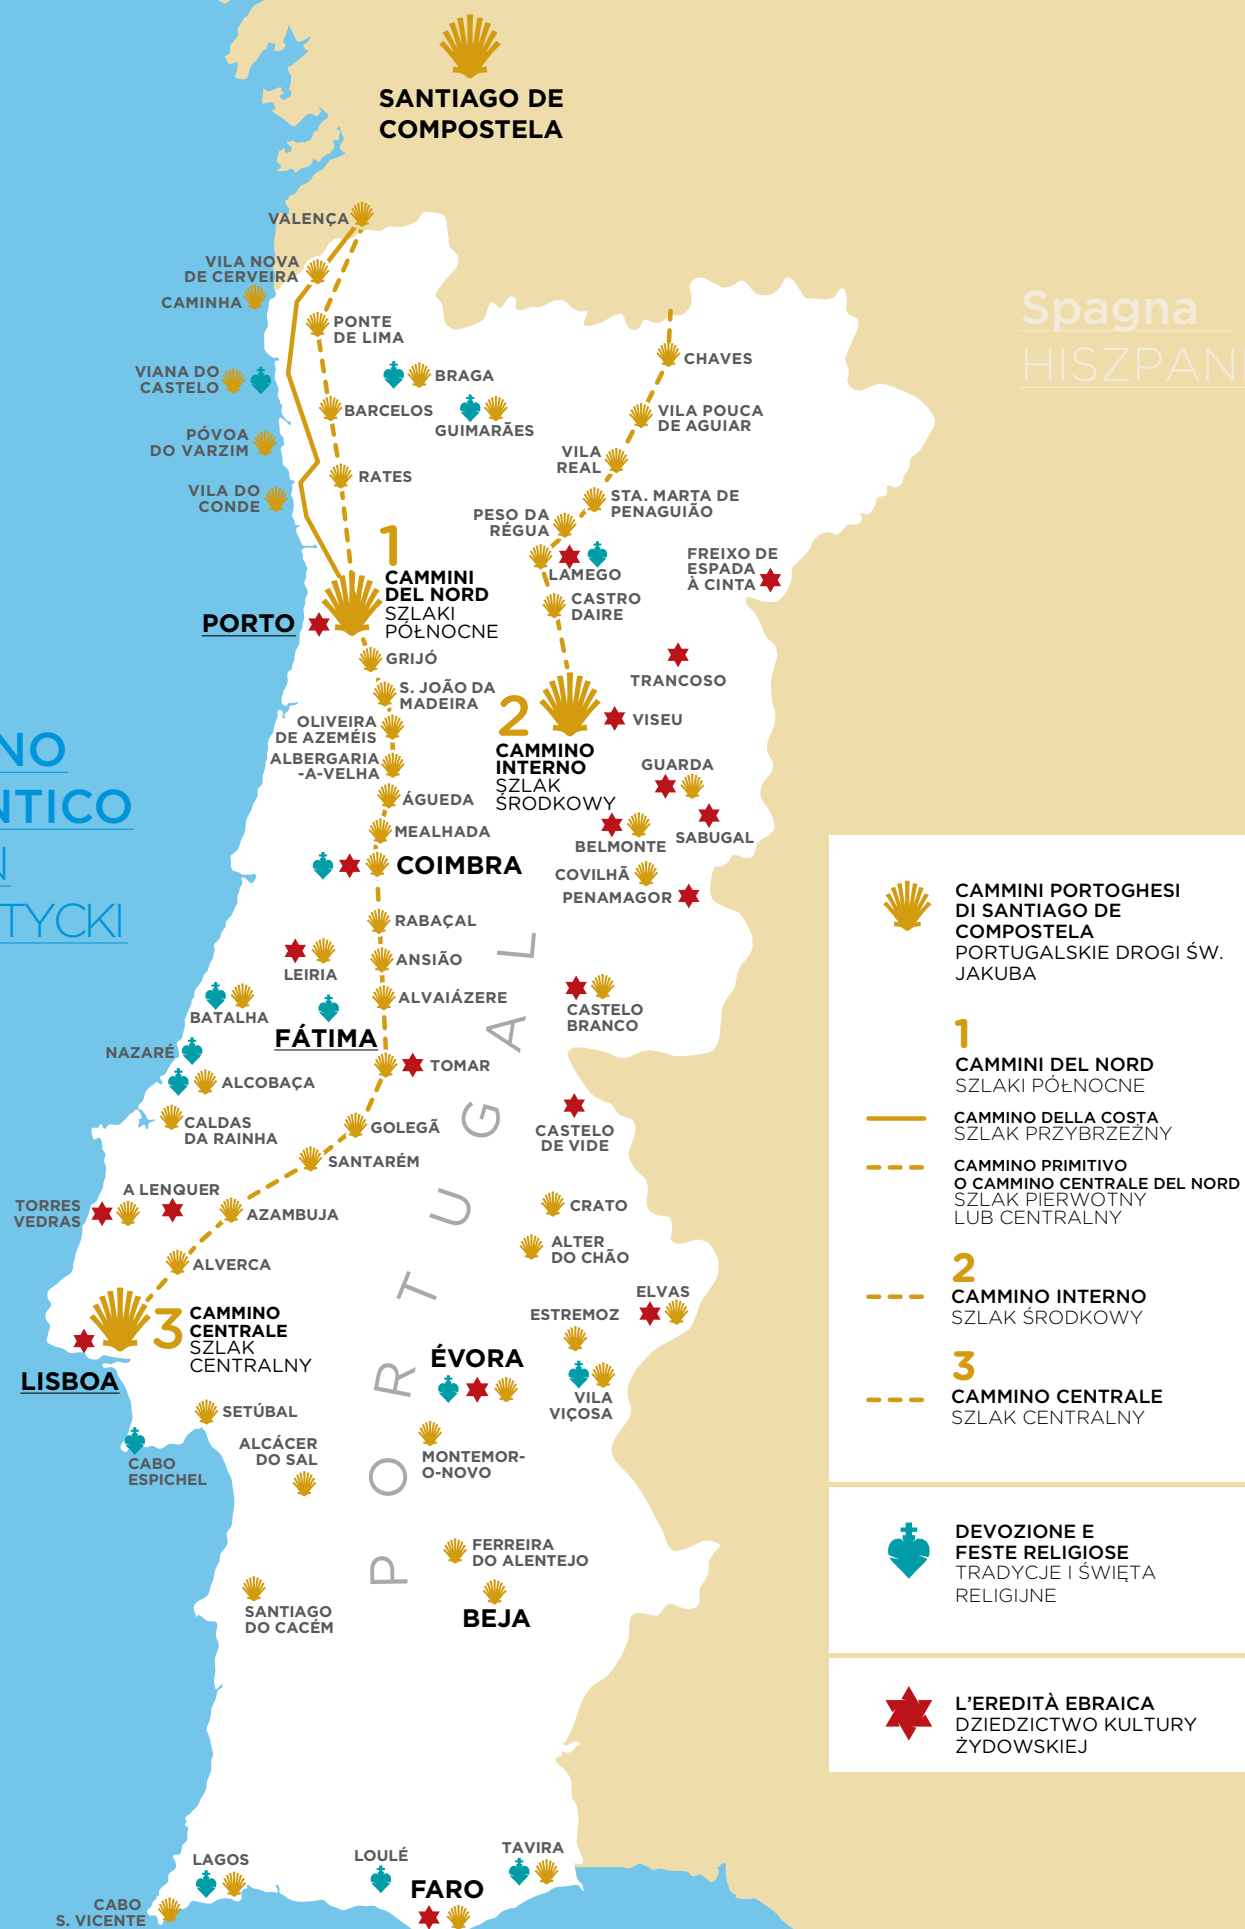 SANTIAGO DE
COMPOSTELA
VALENÇA
VILA NOVA
DE CERVEIRA
CAMINHA
PONTE
DE LIMA
Spagna
HISZPAN
CHAVES
VIANA DO
CASTELO
BRAGA
BARCELOS
GUIMARÃES
VILA POUCA
DE AGUIAR
PÓVOA
DO VARZIM
VILA
REAL
RATES
VILA DO
CONDE
STA. MARTA DE
PENAGUIÃO
PESO DA
RÉGUA
1
CAMMINI
DEL NORD
SZLAKI
PÓŁNOCNE
LAMEGO
FREIXO DE
ESPADA
À CINTA
CASTRO
DAIRE
PORTO
GRIJÓ
TRANCOSO
S. JOÃO DA
MADEIRA
2
CAMMINO
INTERNO
SZLAK
ŚRODKOWY
VISEU
OLIVEIRA
DE AZEMÉIS
NO
NTICO
N
TYCKI
ALBERGARIA
-A-VELHA
GUARDA
ÁGUEDA
MEALHADA
SABUGAL
BELMONTE
COIMBRA
COVILHÃ
PENAMAGOR
RABAÇAL
ANSIÃO
LEIRIA
ALVAIÁZERE
BATALHA
CASTELO
BRANCO
FÁTIMA
NAZARÉ
TOMAR
ALCOBAÇA
CALDAS
DA RAINHA
GOLEGÃ
CASTELO
DE VIDE
SANTARÉM
A LENQUER
TORRES
VEDRAS
AZAMBUJA
CRATO
ALTER
DO CHÃO
ALVERCA
ELVAS
3
CAMMINO
CENTRALE
SZLAK
CENTRALNY
ESTREMOZ
LISBOA
ÉVORA
VILA
VIÇOSA
SETÚBAL
ALCÁCER
DO SAL
MONTEMOR-
O-NOVO
CABO
ESPICHEL
PORTUGAL
FERREIRA
DO ALENTEJO
BEJA
SANTIAGO
DO CACÉM
LAGOS
LOULÉ
TAVIRA
FARO
CABO
S. VICENTE
CAMMINI PORTOGHESI
DI SANTIAGO DE
COMPOSTELA
PORTUGALSKIE DROGI ŚW.
JAKUBA
1
CAMMINI DEL NORD
SZLAKI PÓŁNOCNE
CAMMINO DELLA COSTA
SZLAK PRZYBRZEŻNY
CAMMINO PRIMITIVO
O CAMMINO CENTRALE DEL NORD
SZLAK PIERWOTNY
LUB CENTRALNY
2
CAMMINO INTERNO
SZLAK ŚRODKOWY
3
CAMMINO CENTRALE
SZLAK CENTRALNY
DEVOZIONE E
FESTE RELIGIOSE
TRADYCJE I ŚWIĘTA
RELIGIJNE
L'EREDITÀ EBRAICA
DZIEDZICTWO KULTURY
ŻYDOWSKIEJ